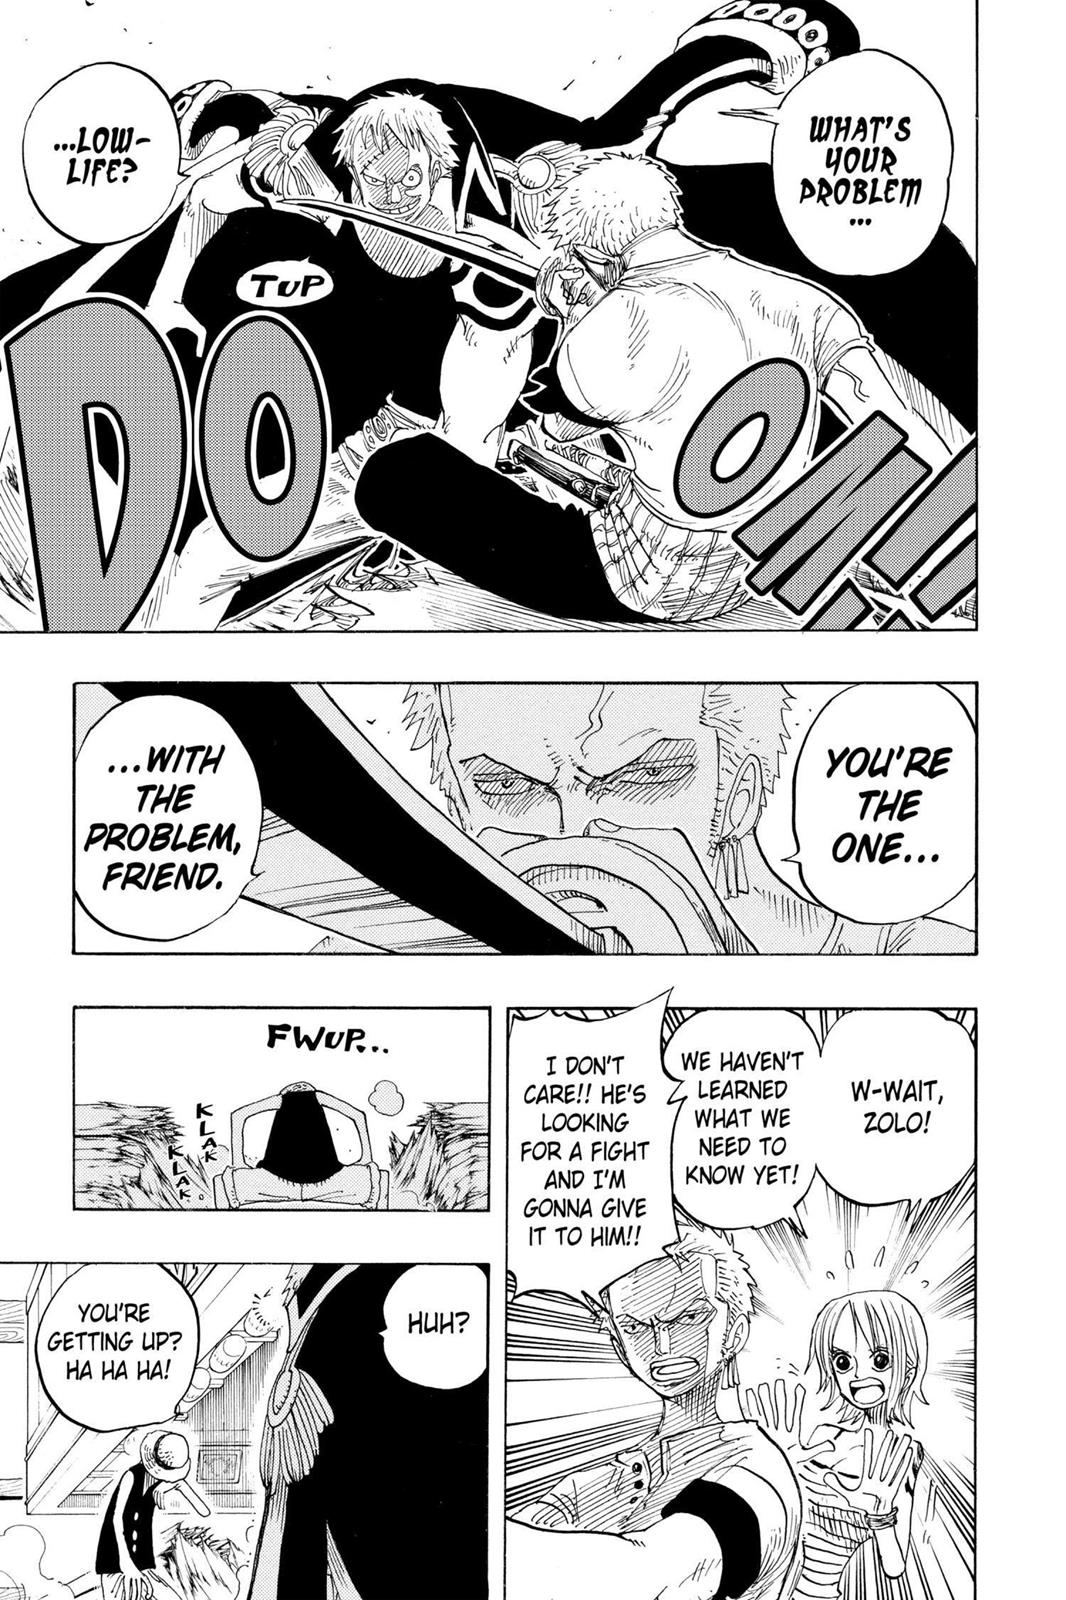 WHAT'S
YOUR
PROBLEM
...
...LOW-
LIFE?
TUP
DOOOM!!
YOU'RE
THE
ONE...
...WITH
THE
PROBLEM,
FRIEND.
W-WAIT,
ZOLO!
WE HAVEN'T
LEARNED
WHAT WE
NEED TO
KNOW YET!
I DON'T
CARE!! HE'S
LOOKING
FOR A FIGHT
AND I'M
GONNA GIVE
IT TO HIM!!
FWUP...
KLAK
KLAK.
HUH?
YOU'RE
GETTING UP?
HA HA HA!